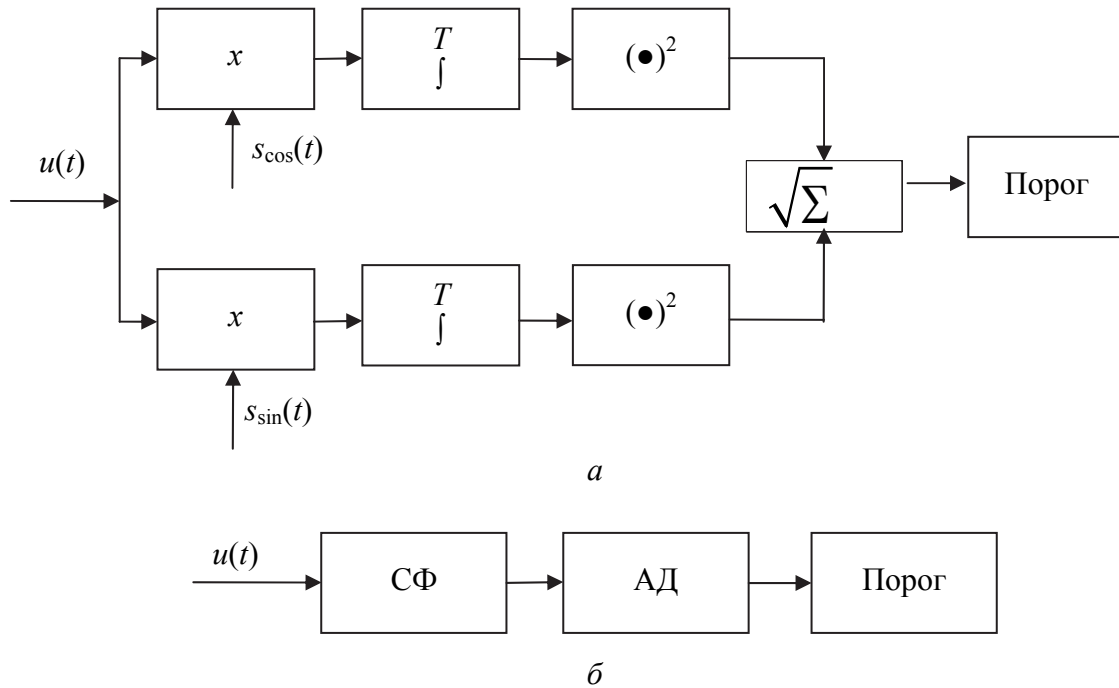 x
T
∫
(●)²
s_cos(t)
u(t)
√Σ
Порог
x
T
∫
(●)²
s_sin(t)
а
u(t)
СФ
АД
Порог
б